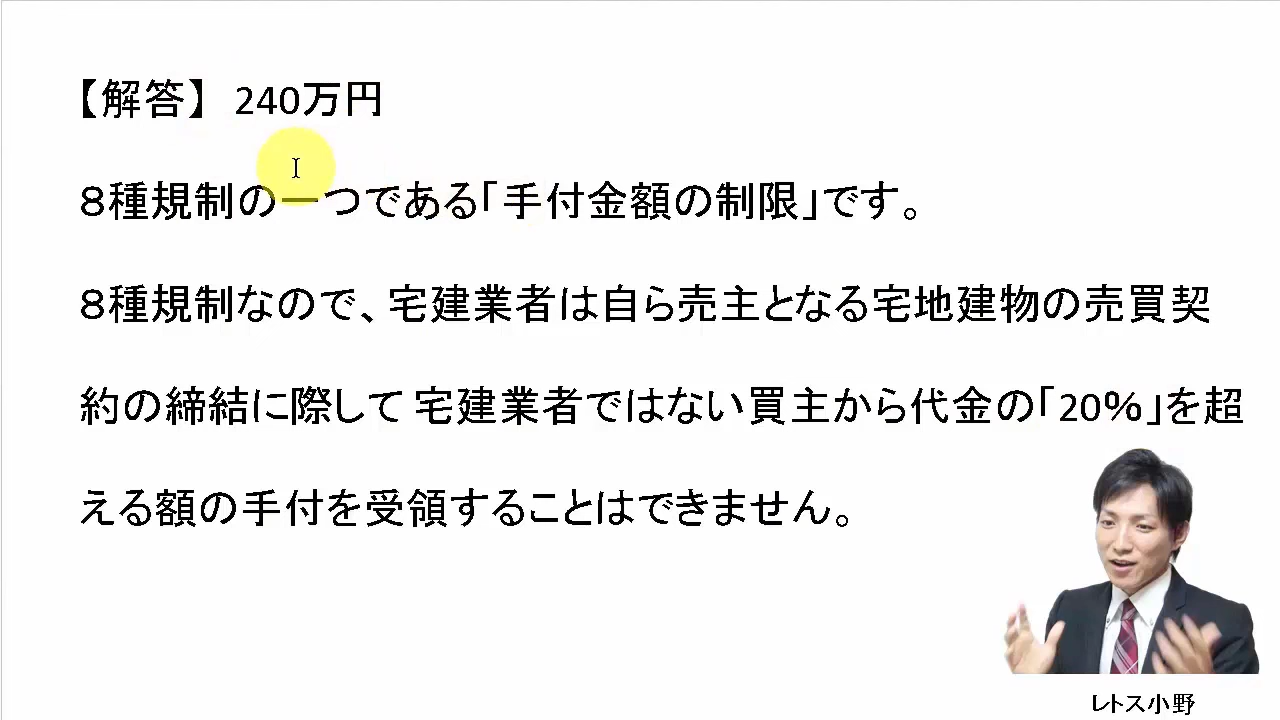 【解答】 240万円
８種規制の一つである「手付金額の制限」です。
８種規制なので、宅建業者は自ら売主となる宅地建物の売買契
約の締結に際して 宅建業者ではない買主から代金の「20％」を超
える額の手付を受領することはできません。
レトス小野